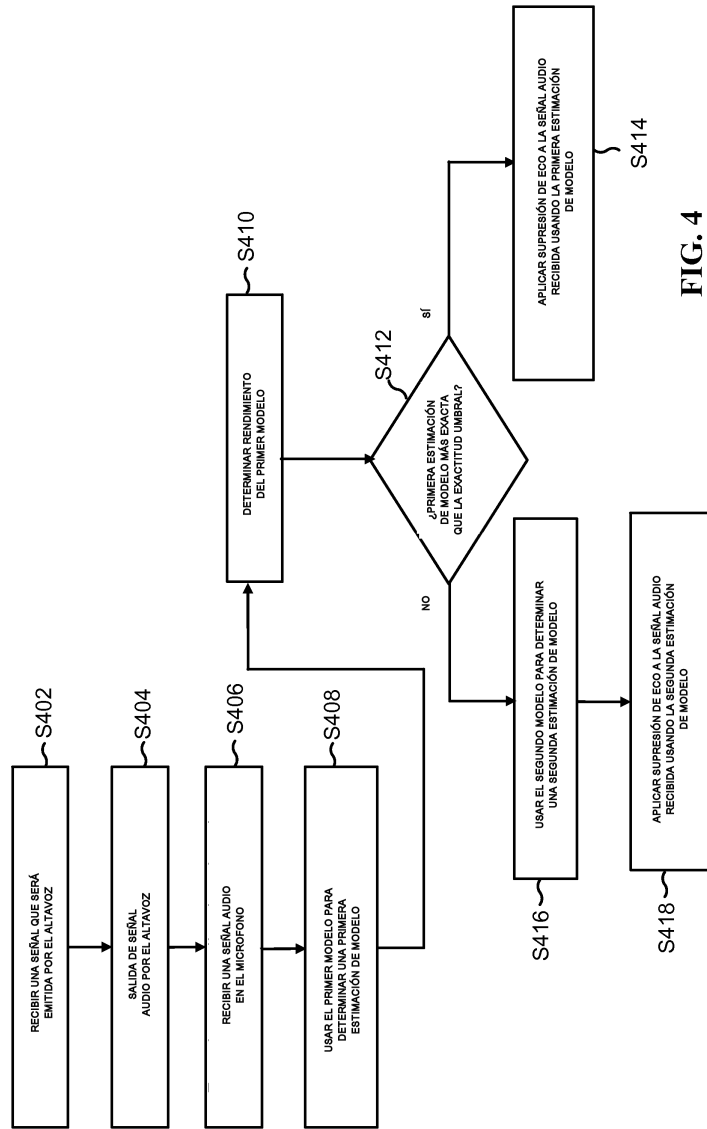 RECIBIR UNA SEÑAL QUE SERÁ
EMITIDA POR EL ALTAVOZ
S402
SALIDA DE SEÑAL
AUDIO POR EL ALTAVOZ
S404
RECIBIR UNA SEÑAL AUDIO
EN EL MICROFONO
S406
USAR EL PRIMER MODELO PARA
DETERMINAR UNA PRIMERA
ESTIMACIÓN DE MODELO
S408
DETERMINAR RENDIMIENTO
DEL PRIMER MODELO
S410
¿PRIMERA ESTIMACIÓN
DE MODELO MÁS EXACTA
QUE LA EXACTITUD UMBRAL?
S412
NO
SÍ
USAR EL SEGUNDO MODELO PARA DETERMINAR
UNA SEGUNDA ESTIMACIÓN DE MODELO
S416
APLICAR SUPRESIÓN DE ECO A LA SEÑAL AUDIO
RECIBIDA USANDO LA SEGUNDA ESTIMACIÓN
DE MODELO
S418
APLICAR SUPRESIÓN DE ECO A LA SEÑAL AUDIO
RECIBIDA USANDO LA PRIMERA ESTIMACIÓN
DE MODELO
S414
FIG. 4